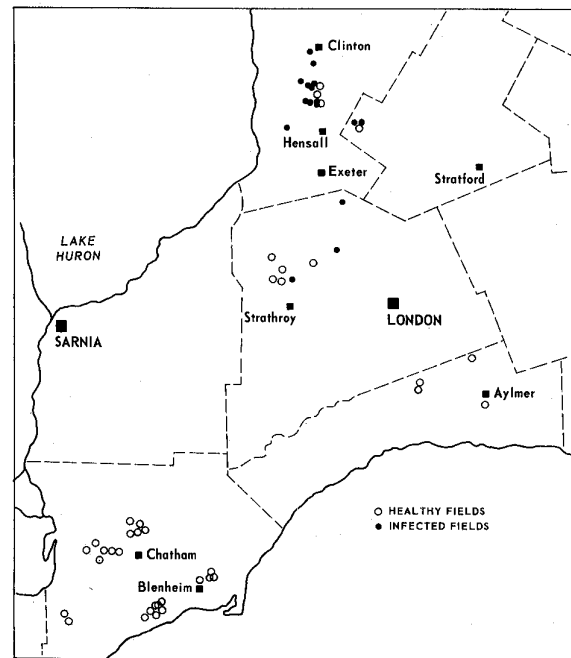 Clinton
Hensall
Exeter
Stratford
LAKE
HURON
Strathroy
LONDON
SARNIA
Aylmer
HEALTHY FIELDS
INFECTED FIELDS
Chatham
Blenheim